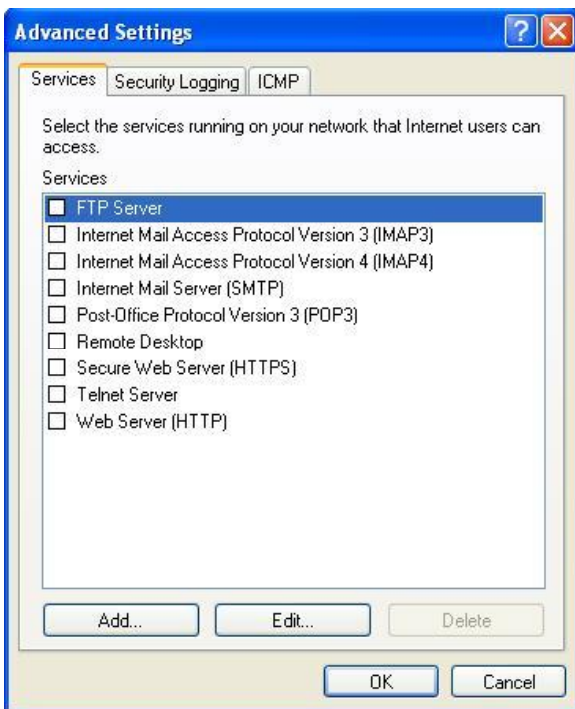 Advanced Settings
?
Services Security Logging ICMP
Select the services running on your network that Internet users can
access.
Services
FTP Server
Internet Mail Access Protocol Version 3 (IMAP3)
Internet Mail Access Protocol Version 4 (IMAP4)
Internet Mail Server (SMTP)
Post-Office Protocol Version 3 (POP3)
Remote Desktop
Secure Web Server (HTTPS)
Telnet Server
Web Server (HTTP)
Add... Edit... Delete
OK Cancel